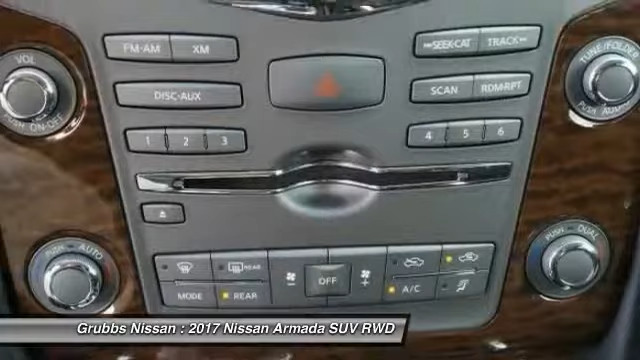 FM-AM XM
SEEK·CAT TRACK
VOL
PUSH ON·OFF
TUNE/FOLDER
PUSH AUDIO
DISC·AUX
SCAN RDM·RPT
1 2 3
4 5 6
PUSH AUTO
PUSH DUAL
REAR
OFF
MODE REAR
A/C
Grubbs Nissan : 2017 Nissan Armada SUV RWD